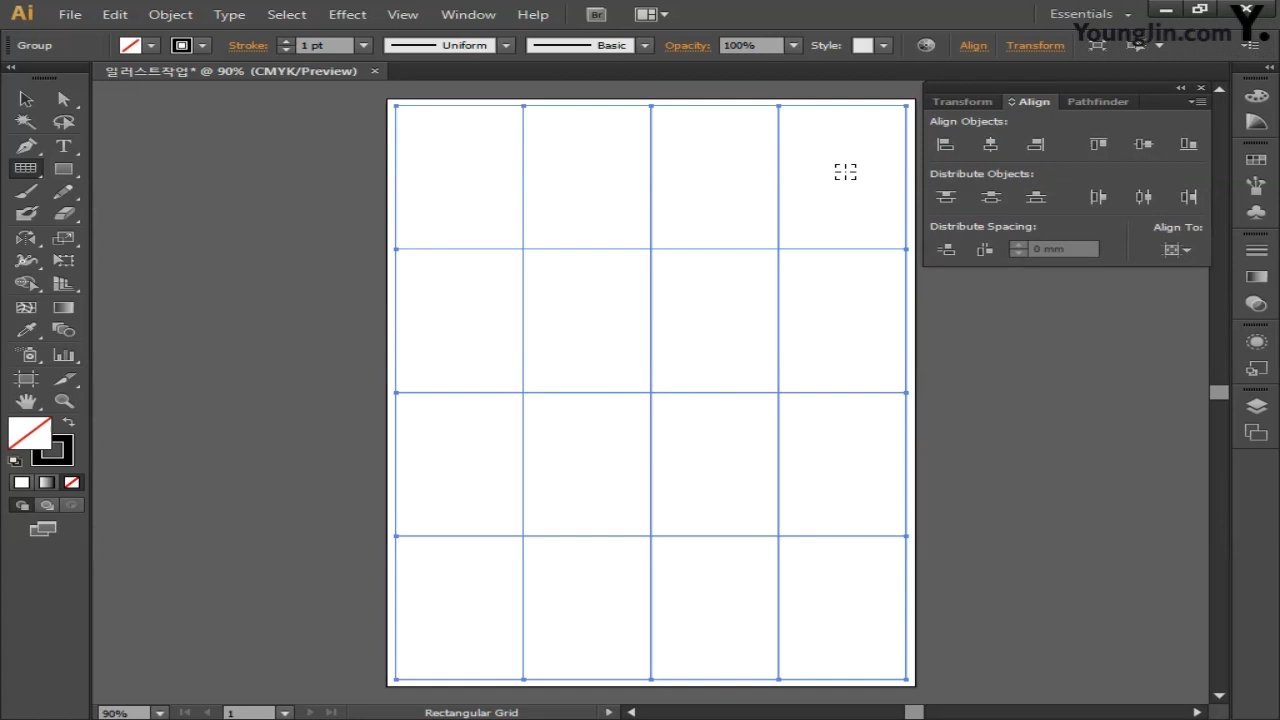 Ai File Edit Object Type Select Effect View Window Help Br Essentials
YoungJin.com Y.
Group Stroke: 1 pt Uniform Basic Opacity: 100% Style: Align Transform
일러스트작업* @ 90% (CMYK/Preview)
Transform Align Pathfinder
Align Objects:
Distribute Objects:
Distribute Spacing: Align To:
0 mm
T
90% 1 Rectangular Grid